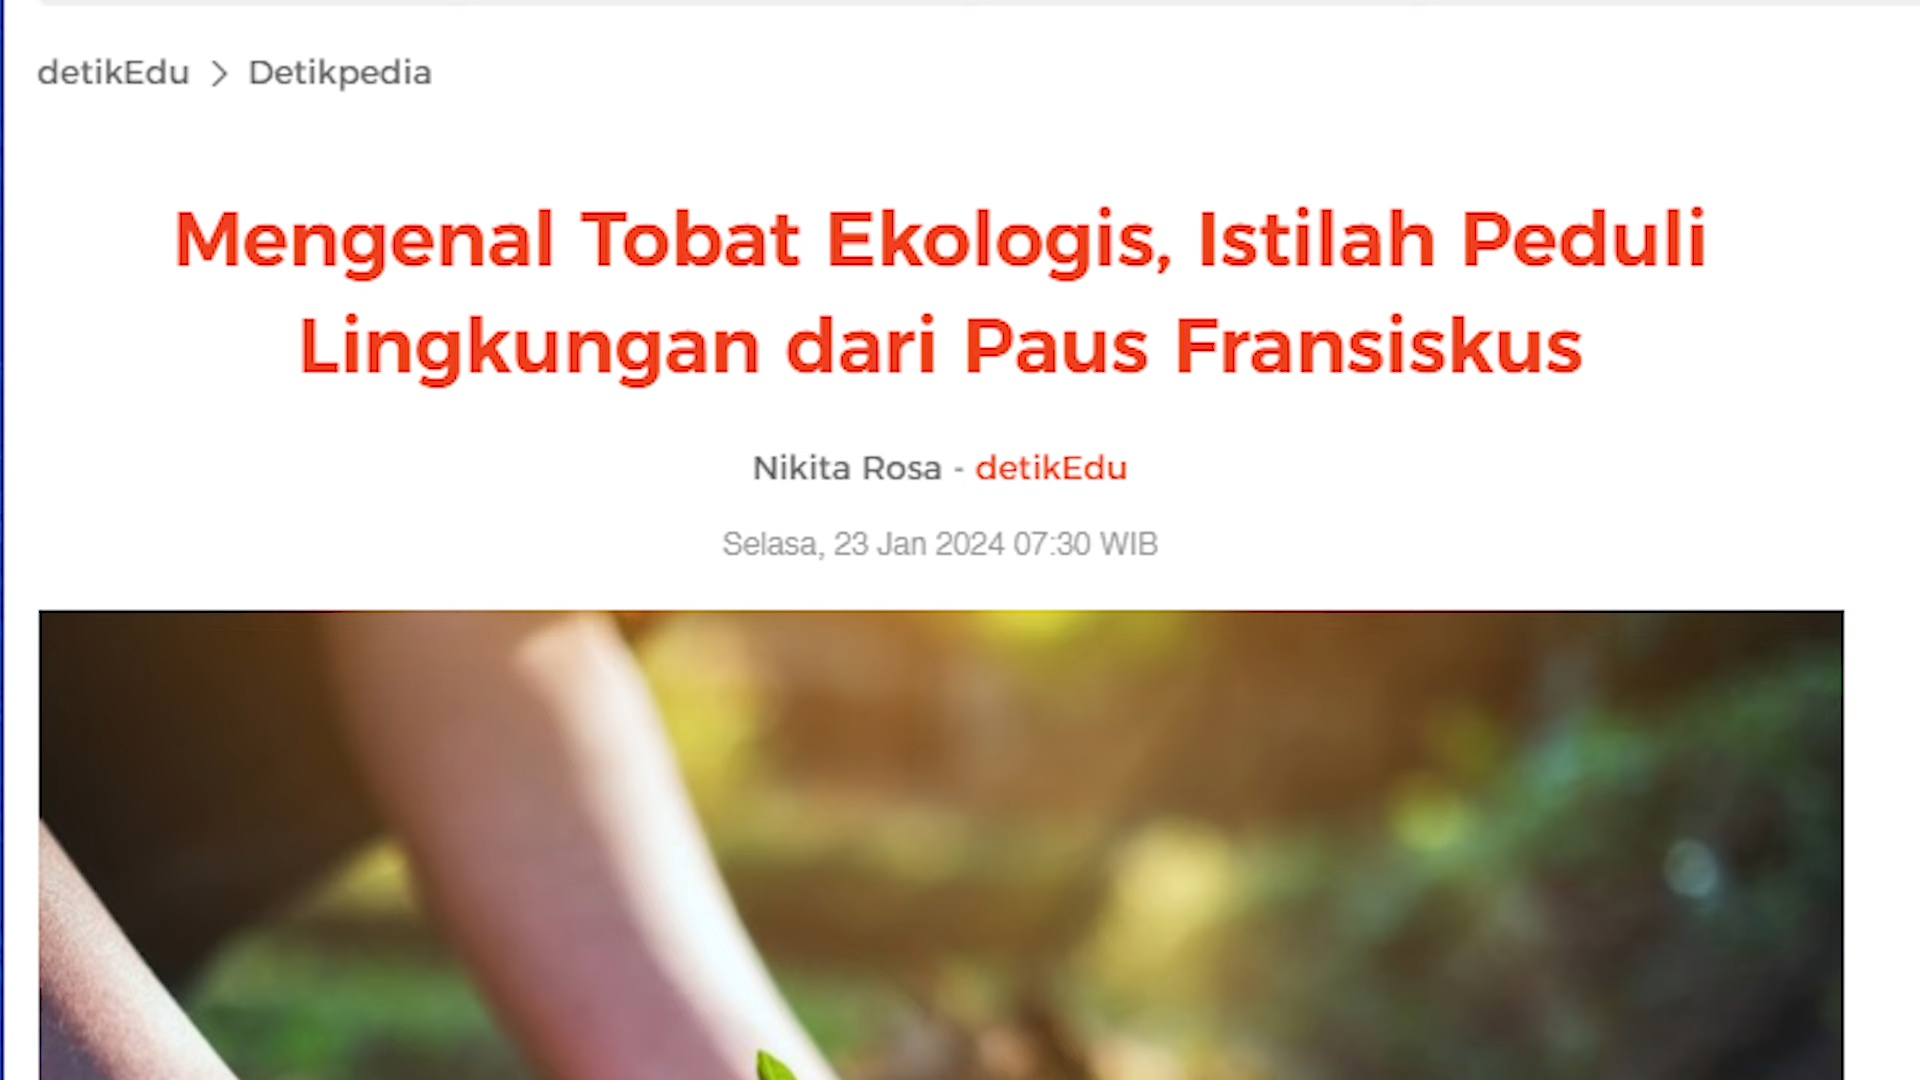 detikEdu > Detikpedia
Mengenal Tobat Ekologis, Istilah Peduli
Lingkungan dari Paus Fransiskus
Nikita Rosa - detikEdu
Selasa, 23 Jan 2024 07:30 WIB